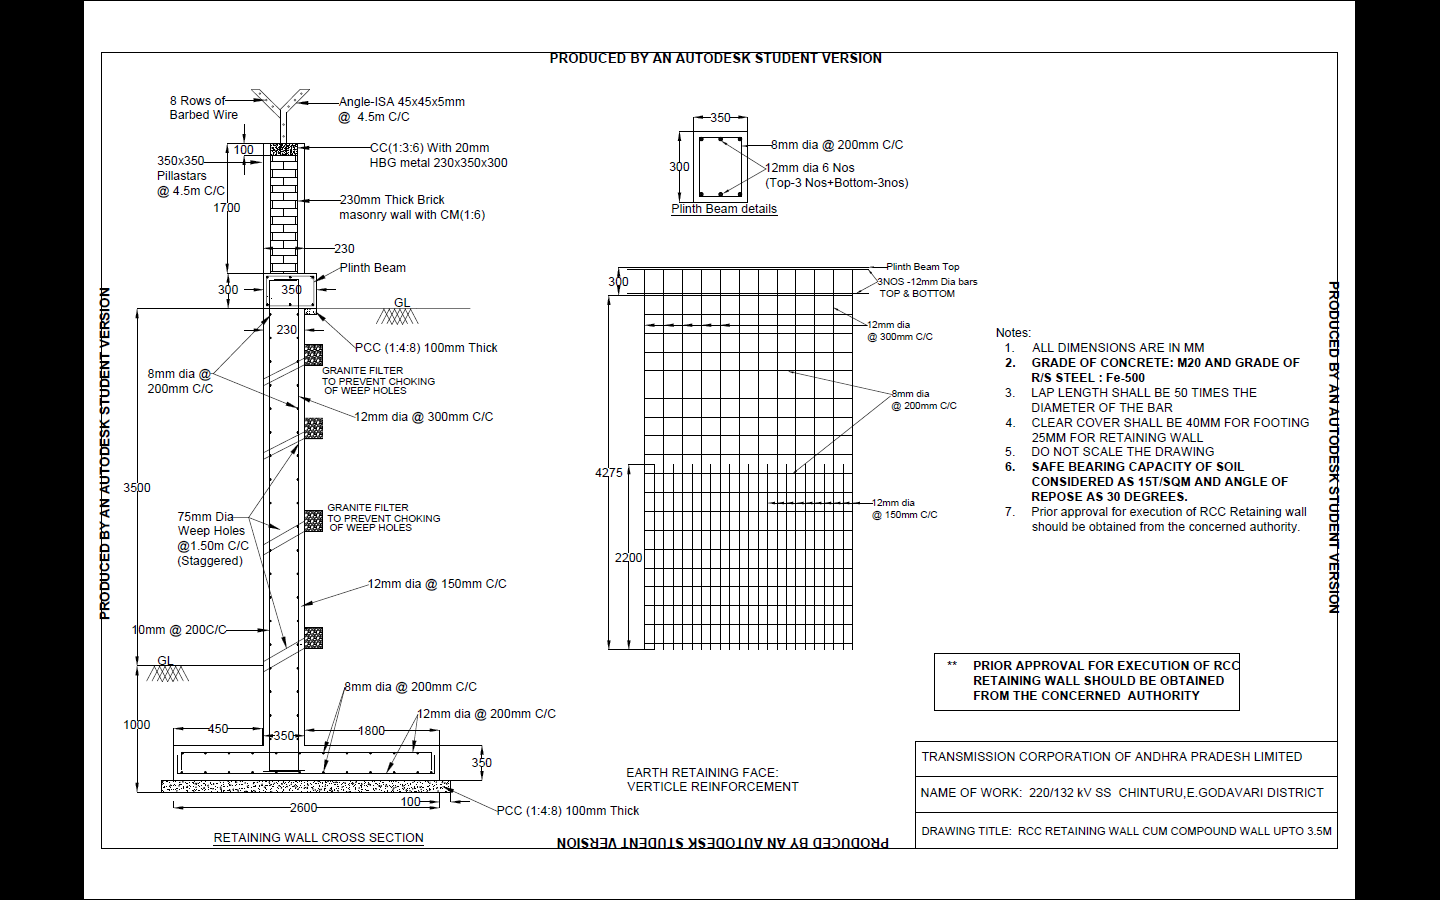 PRODUCED BY AN AUTODESK STUDENT VERSION
8 Rows of
Barbed Wire
Angle-ISA 45x45x5mm
@ 4.5m C/C
100
CC(1:3:6) With 20mm
HBG metal 230x350x300
350x350
Pillastars
@ 4.5m C/C
1700
230mm Thick Brick
masonry wall with CM(1:6)
230
Plinth Beam
300
350
GL
230
PCC (1:4:8) 100mm Thick
GRANITE FILTER
TO PREVENT CHOKING
OF WEEP HOLES
8mm dia @
200mm C/C
12mm dia @ 300mm C/C
3500
GRANITE FILTER
TO PREVENT CHOKING
OF WEEP HOLES
75mm Dia
Weep Holes
@1.50m C/C
(Staggered)
12mm dia @ 150mm C/C
10mm @ 200C/C
GL
8mm dia @ 200mm C/C
12mm dia @ 200mm C/C
1000
450
350
1800
350
100
2600
PCC (1:4:8) 100mm Thick
RETAINING WALL CROSS SECTION
350
300
8mm dia @ 200mm C/C
12mm dia 6 Nos
(Top-3 Nos+Bottom-3nos)
Plinth Beam details
Plinth Beam Top
3NOS -12mm Dia bars
TOP & BOTTOM
300
12mm dia
@ 300mm C/C
8mm dia
@ 200mm C/C
4275
12mm dia
@ 150mm C/C
2200
EARTH RETAINING FACE:
VERTICLE REINFORCEMENT
Notes:
1. ALL DIMENSIONS ARE IN MM
2. GRADE OF CONCRETE: M20 AND GRADE OF
R/S STEEL : Fe-500
3. LAP LENGTH SHALL BE 50 TIMES THE
DIAMETER OF THE BAR
4. CLEAR COVER SHALL BE 40MM FOR FOOTING
25MM FOR RETAINING WALL
5. DO NOT SCALE THE DRAWING
6. SAFE BEARING CAPACITY OF SOIL
CONSIDERED AS 15T/SQM AND ANGLE OF
REPOSE AS 30 DEGREES.
7. Prior approval for execution of RCC Retaining wall
should be obtained from the concerned authority.
** PRIOR APPROVAL FOR EXECUTION OF RCC
RETAINING WALL SHOULD BE OBTAINED
FROM THE CONCERNED AUTHORITY
TRANSMISSION CORPORATION OF ANDHRA PRADESH LIMITED
NAME OF WORK: 220/132 kV SS CHINTURU,E.GODAVARI DISTRICT
DRAWING TITLE: RCC RETAINING WALL CUM COMPOUND WALL UPTO 3.5M
PRODUCED BY AN AUTODESK STUDENT VERSION
PRODUCED BY AN AUTODESK STUDENT VERSION
PRODUCED BY AN AUTODESK STUDENT VERSION